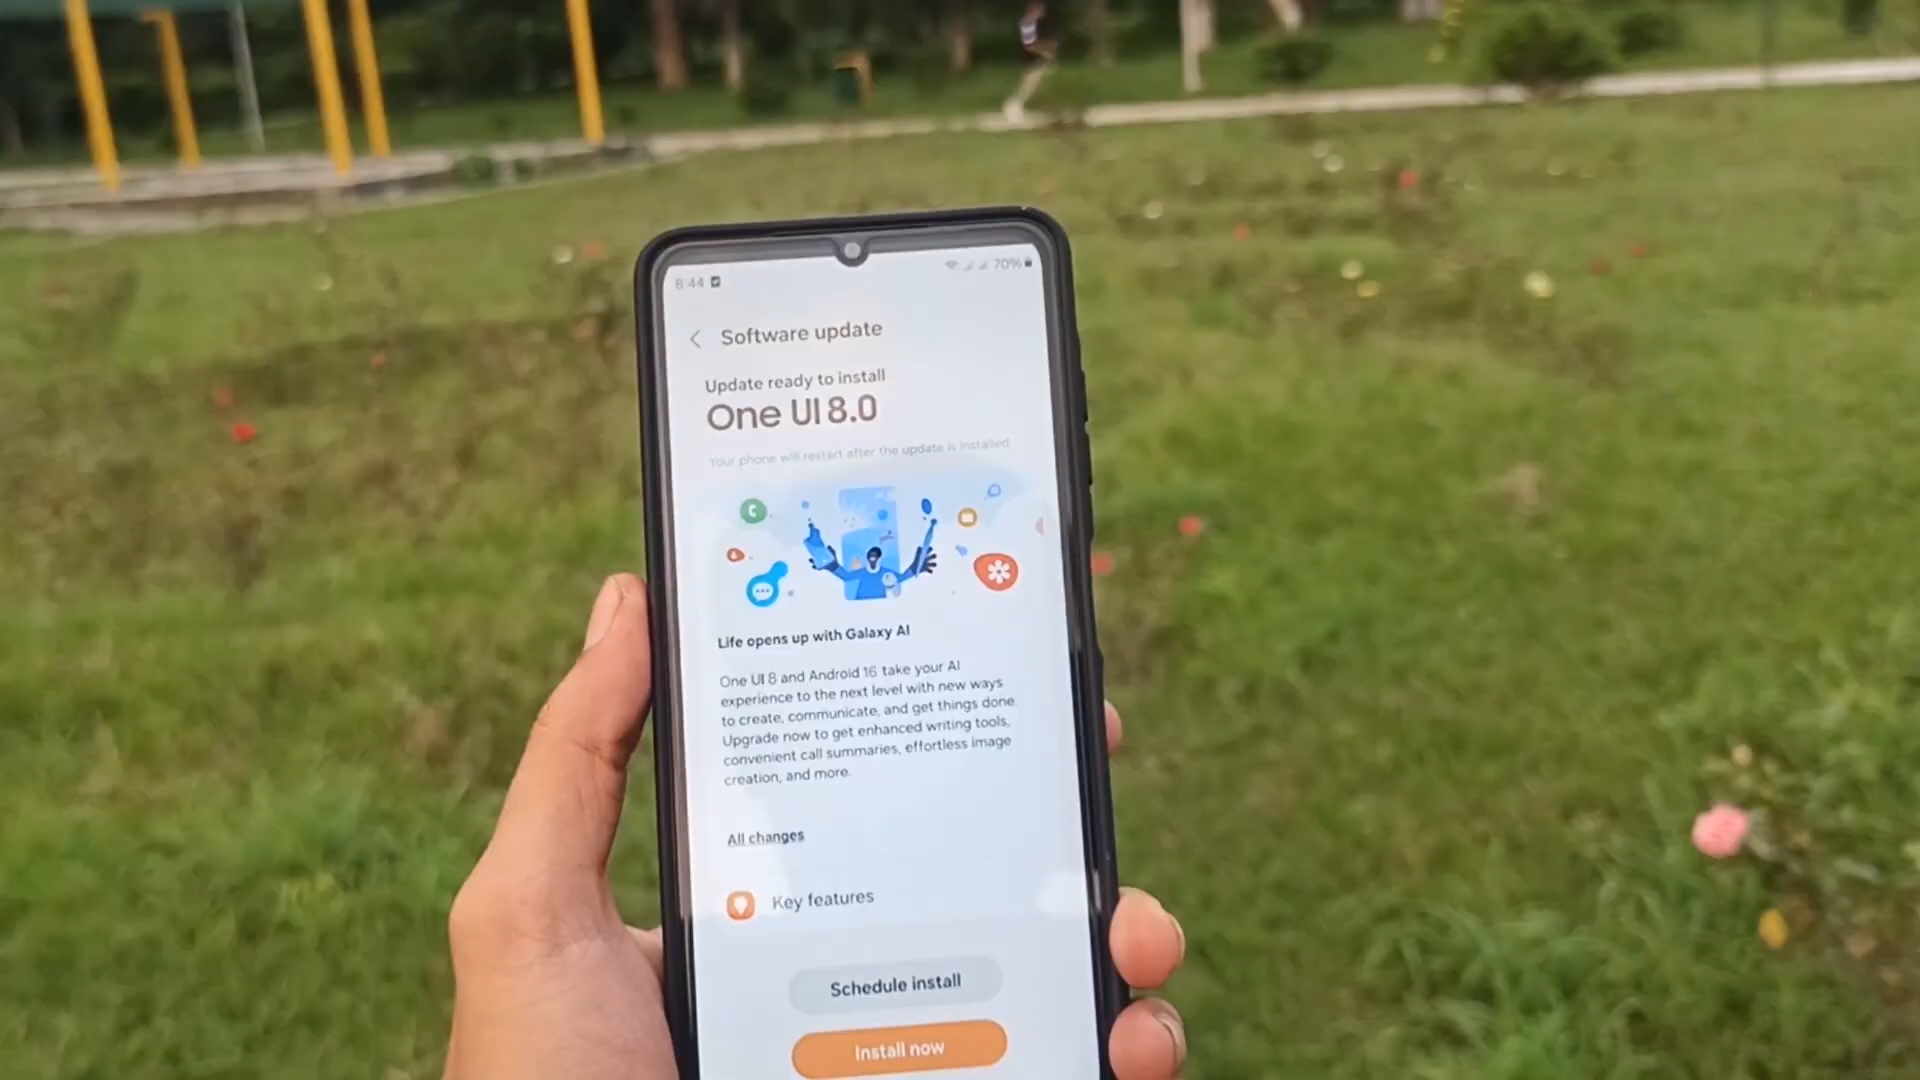 8:44
70%
Software update
Update ready to install
One UI 8.0
Your phone will restart after the update is installed
Life opens up with Galaxy AI
One UI 8 and Android 16 take your AI
experience to the next level with new ways
to create, communicate, and get things done.
Upgrade now to get enhanced writing tools,
convenient call summaries, effortless image
creation, and more.
All changes
Key features
Schedule install
Install now